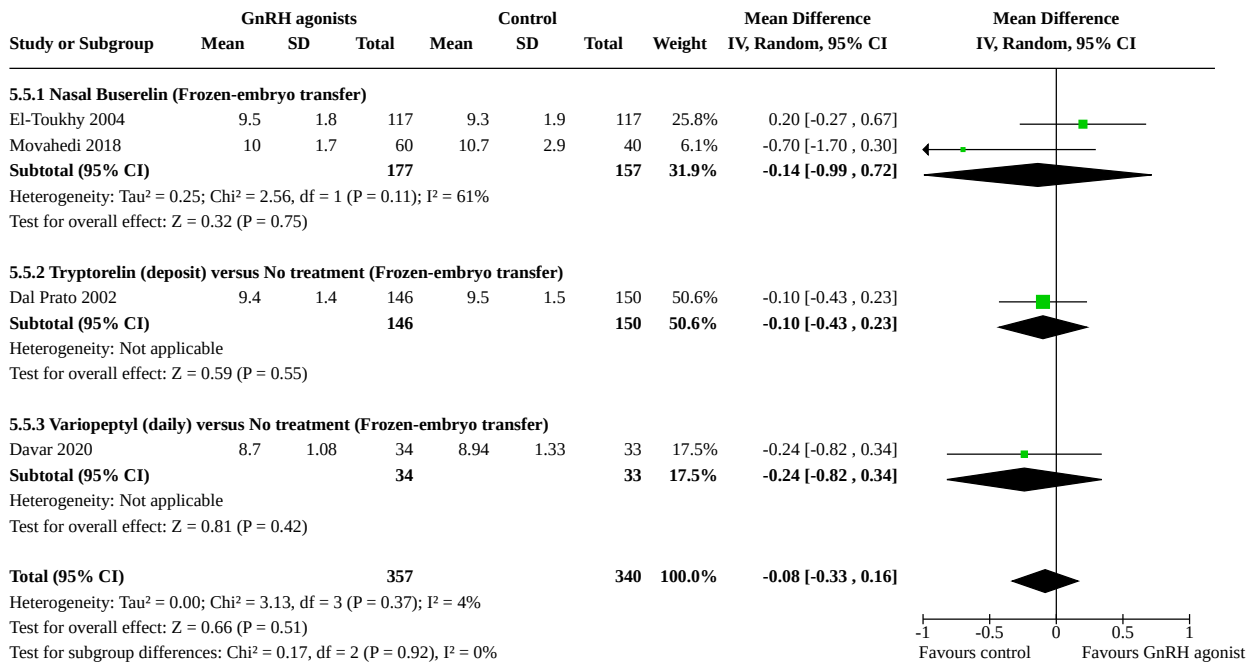 GnRH agonists Control Mean Difference Mean Difference
Study or Subgroup Mean SD Total Mean SD Total Weight IV, Random, 95% CI IV, Random, 95% CI
5.5.1 Nasal Buserelin (Frozen-embryo transfer)
El-Toukhy 2004 9.5 1.8 117 9.3 1.9 117 25.8% 0.20 [-0.27 , 0.67]
Movahedi 2018 10 1.7 60 10.7 2.9 40 6.1% -0.70 [-1.70 , 0.30]
Subtotal (95% CI) 177 157 31.9% -0.14 [-0.99 , 0.72]
Heterogeneity: Tau² = 0.25; Chi² = 2.56, df = 1 (P = 0.11); I² = 61%
Test for overall effect: Z = 0.32 (P = 0.75)
5.5.2 Tryptorelin (deposit) versus No treatment (Frozen-embryo transfer)
Dal Prato 2002 9.4 1.4 146 9.5 1.5 150 50.6% -0.10 [-0.43 , 0.23]
Subtotal (95% CI) 146 150 50.6% -0.10 [-0.43 , 0.23]
Heterogeneity: Not applicable
Test for overall effect: Z = 0.59 (P = 0.55)
5.5.3 Variopeptyl (daily) versus No treatment (Frozen-embryo transfer)
Davar 2020 8.7 1.08 34 8.94 1.33 33 17.5% -0.24 [-0.82 , 0.34]
Subtotal (95% CI) 34 33 17.5% -0.24 [-0.82 , 0.34]
Heterogeneity: Not applicable
Test for overall effect: Z = 0.81 (P = 0.42)
Total (95% CI) 357 340 100.0% -0.08 [-0.33 , 0.16]
Heterogeneity: Tau² = 0.00; Chi² = 3.13, df = 3 (P = 0.37); I² = 4%
Test for overall effect: Z = 0.66 (P = 0.51)
Test for subgroup differences: Chi² = 0.17, df = 2 (P = 0.92), I² = 0%
-1 -0.5 0 0.5 1
Favours control Favours GnRH agonist